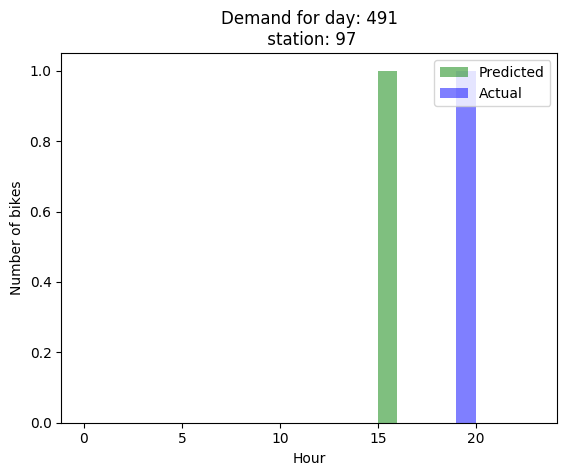 Demand for day: 491
station: 97
Predicted
Actual
Number of bikes
1.0
0.8
0.6
0.4
0.2
0.0
0 5 10 15 20
Hour